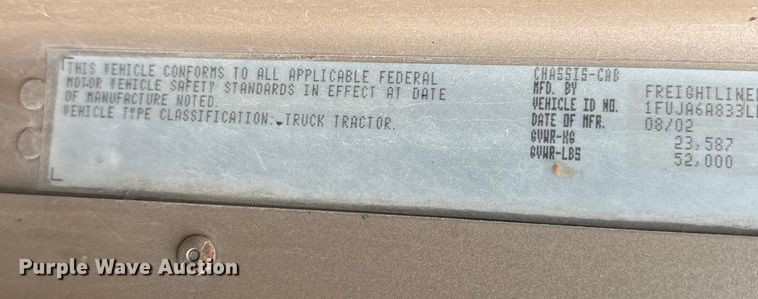 THIS VEHICLE CONFORMS TO ALL APPLICABLE FEDERAL
MOTOR VEHICLE SAFETY STANDARDS IN EFFECT AT DATE
OF MANUFACTURE NOTED.
VEHICLE TYPE CLASSIFICATION: TRUCK TRACTOR.
CHASSIS-CAB
MFD. BY FREIGHTLINE
VEHICLE ID NO. 1FUJA6A833L
DATE OF MFR. 08/02
GVWR-KG 23,587
GVWR-LBS 52,000
Purple Wave Auction